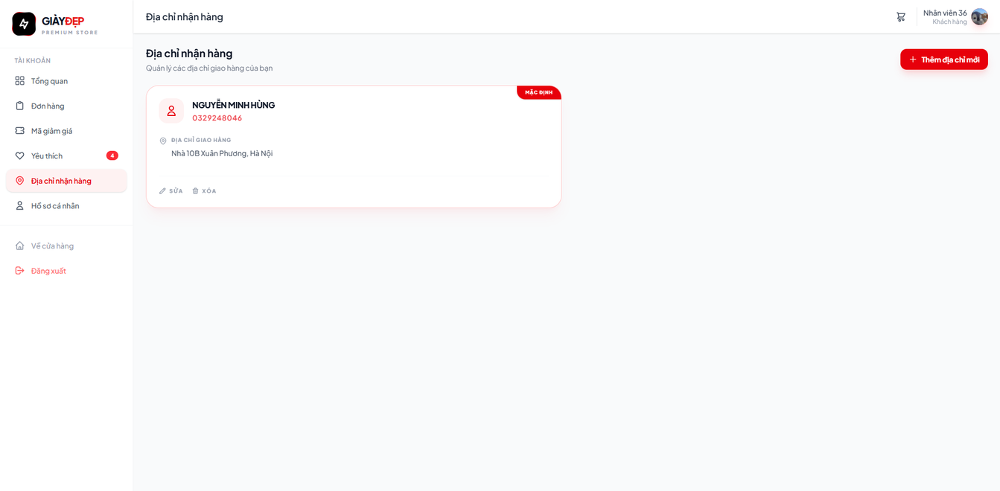 GIÀYĐẸP
PREMIUM STORE
TÀI KHOẢN
Tổng quan
Đơn hàng
Mã giảm giá
Yêu thích
4
Địa chỉ nhận hàng
Hồ sơ cá nhân
Về cửa hàng
Đăng xuất
Địa chỉ nhận hàng
Nhân viên 36
Khách hàng
Địa chỉ nhận hàng
Quản lý các địa chỉ giao hàng của bạn
Thêm địa chỉ mới
MẶC ĐỊNH
NGUYỄN MINH HÙNG
0329248046
ĐỊA CHỈ GIAO HÀNG
Nhà 10B Xuân Phương, Hà Nội
SỬA
XÓA